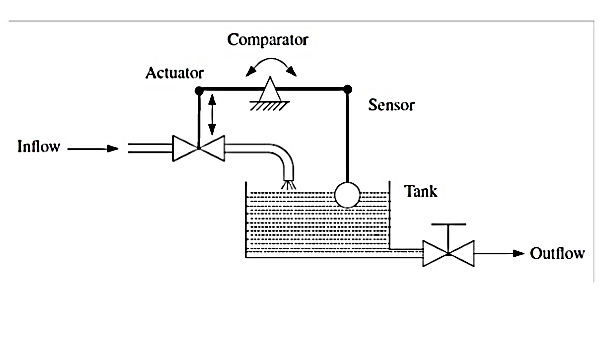 Comparator
Actuator
Sensor
Inflow
Tank
Outflow